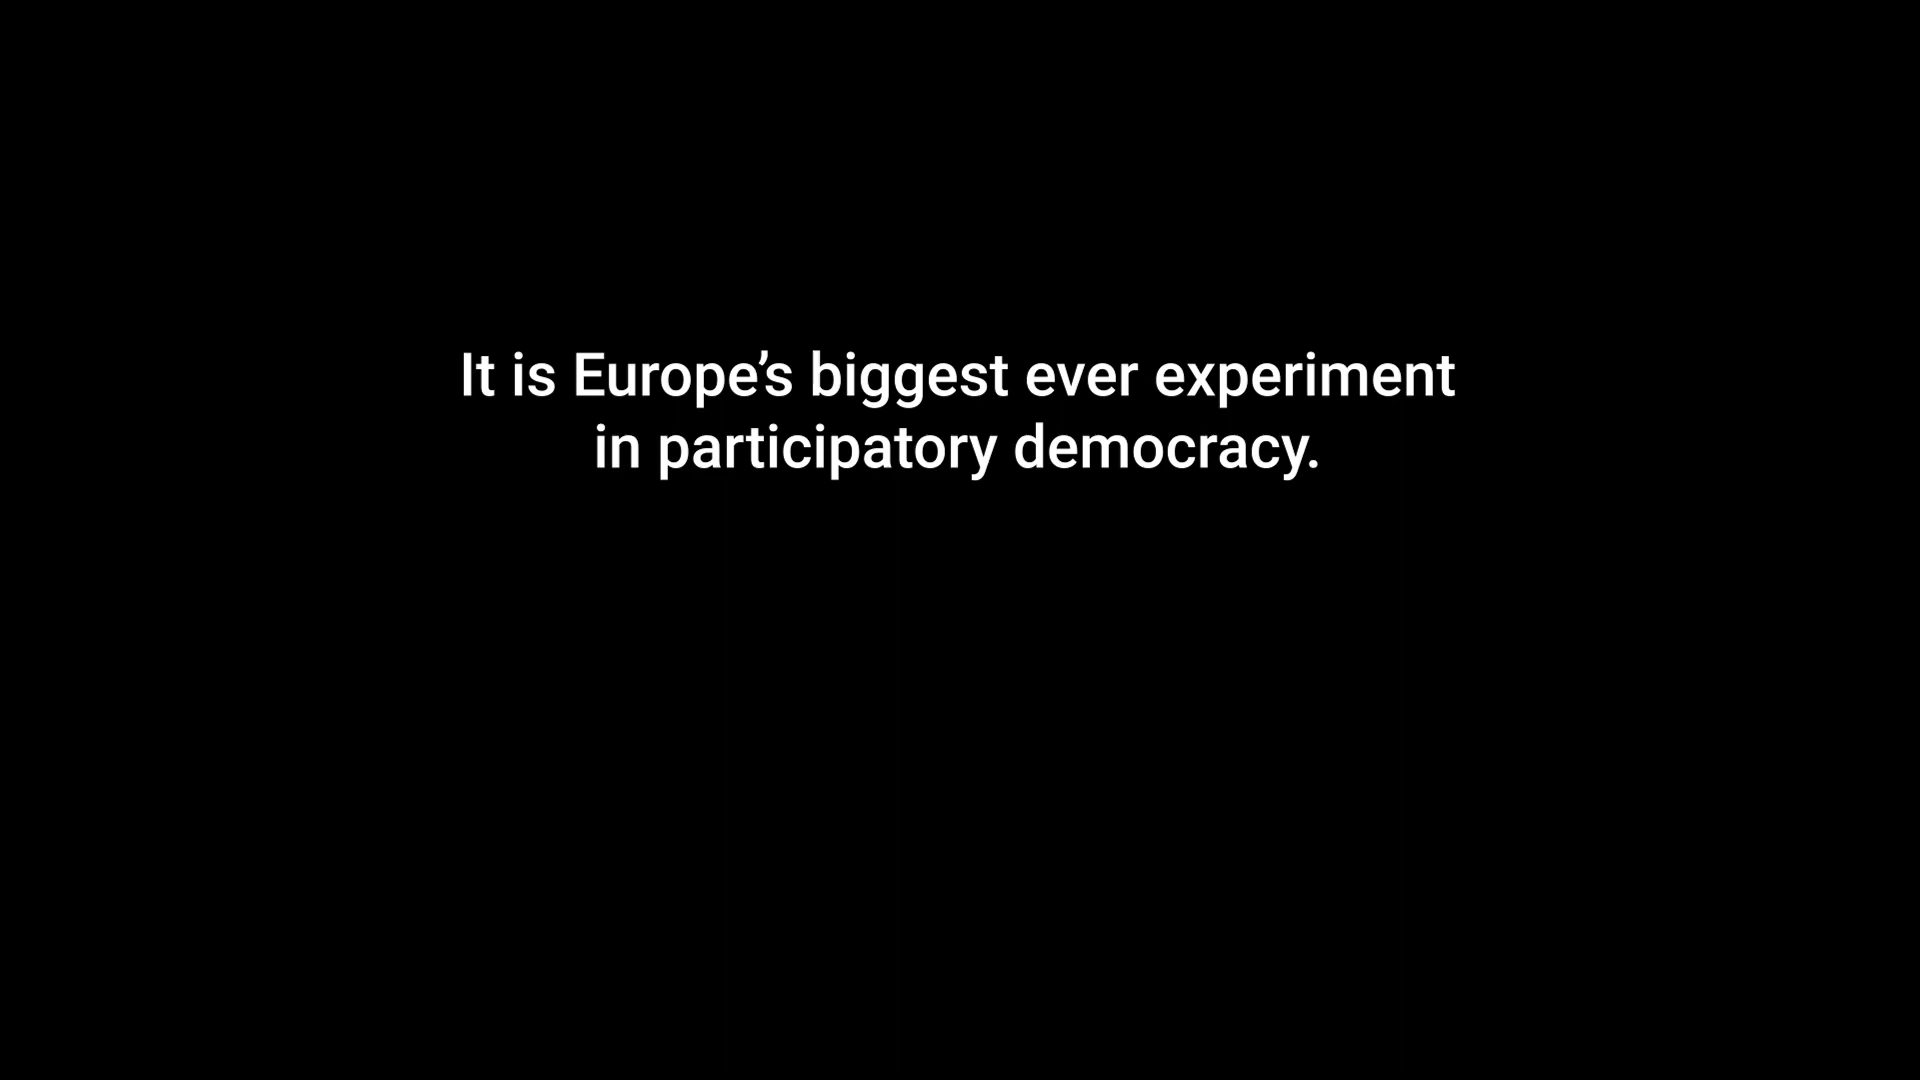 It is Europe’s biggest ever experiment
in participatory democracy.